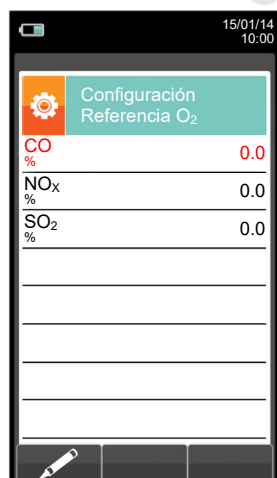 15/01/14
10:00
Configuración
Referencia O₂
CO
% 0.0
NOX
% 0.0
SO₂
% 0.0